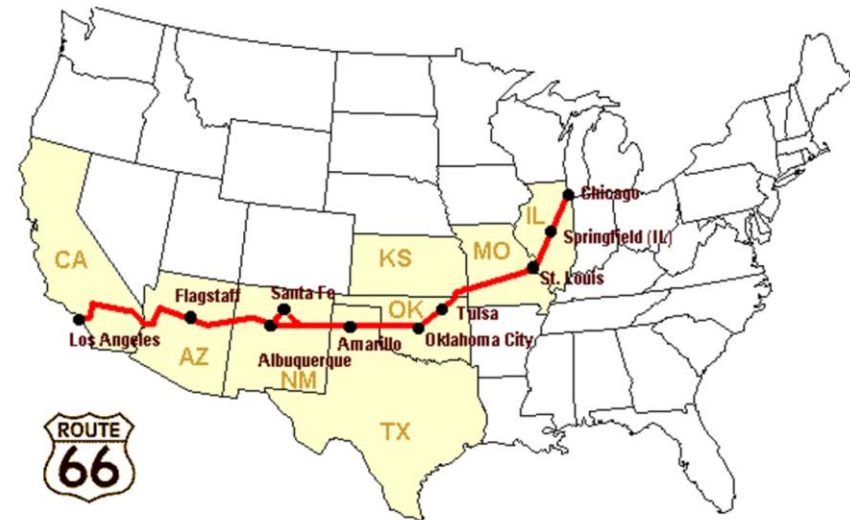 Chicago
IL
Springfield (IL)
MO
KS
CA
St. Louis
Santa Fe
Flagstaff
OK
Tulsa
Los Angeles
Amarillo
Oklahoma City
AZ
Albuquerque
NM
TX
ROUTE
66